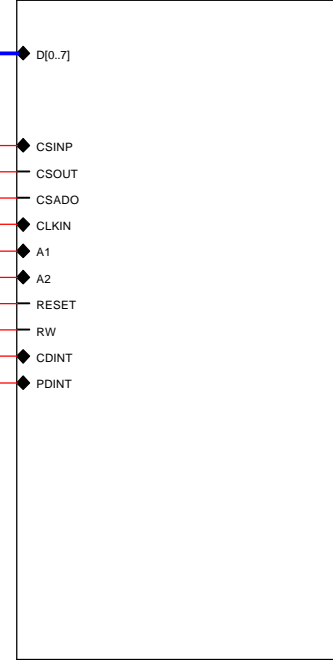 D[0..7]
CSINP
CSOUT
CSADO
CLKIN
A1
A2
RESET
RW
CDINT
PDINT